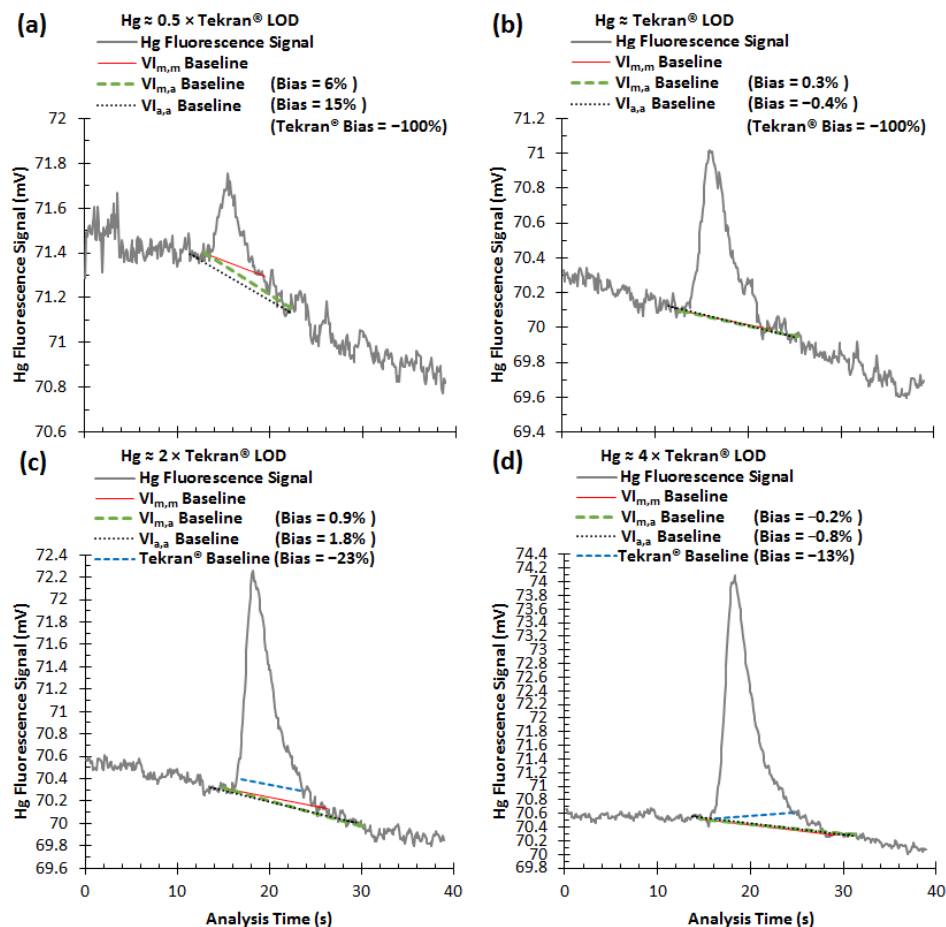 (a)
Hg ≈ 0.5 × Tekran® LOD
Hg Fluorescence Signal
VIm,m Baseline
VIm,a Baseline (Bias = 6% )
VIa,a Baseline (Bias = 15% )
(Tekran® Bias = −100%)
Hg Fluorescence Signal (mV)
72
71.8
71.6
71.4
71.2
71
70.8
70.6
0 10 20 30 40
(b)
Hg ≈ Tekran® LOD
Hg Fluorescence Signal
VIm,m Baseline
VIm,a Baseline (Bias = 0.3% )
VIa,a Baseline (Bias = −0.4% )
(Tekran® Bias = −100%)
Hg Fluorescence Signal (mV)
71.2
71
70.8
70.6
70.4
70.2
70
69.8
69.6
69.4
0 10 20 30 40
(c)
Hg ≈ 2 × Tekran® LOD
Hg Fluorescence Signal
VIm,m Baseline
VIm,a Baseline (Bias = 0.9% )
VIa,a Baseline (Bias = 1.8% )
Tekran® Baseline (Bias = −23%)
Hg Fluorescence Signal (mV)
72.4
72.2
72
71.8
71.6
71.4
71.2
71
70.8
70.6
70.4
70.2
70
69.8
69.6
0 10 20 30 40
Analysis Time (s)
(d)
Hg ≈ 4 × Tekran® LOD
Hg Fluorescence Signal
VIm,m Baseline
VIm,a Baseline (Bias = −0.2% )
VIa,a Baseline (Bias = −0.8% )
Tekran® Baseline (Bias = −13%)
Hg Fluorescence Signal (mV)
74.4
74.2
74
73.8
73.6
73.4
73.2
73
72.8
72.6
72.4
72.2
72
71.8
71.6
71.4
71.2
71
70.8
70.6
70.4
70.2
70
69.8
0 10 20 30 40
Analysis Time (s)